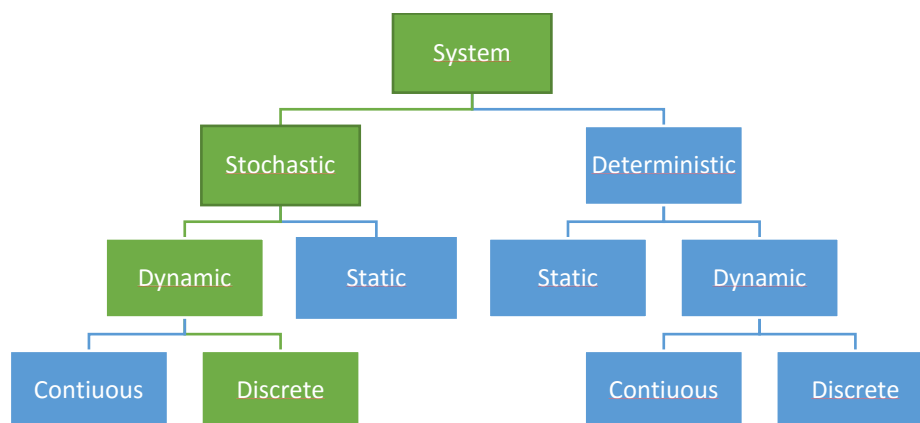 System
Stochastic
Deterministic
Dynamic
Static
Static
Dynamic
Contiuous
Discrete
Contiuous
Discrete